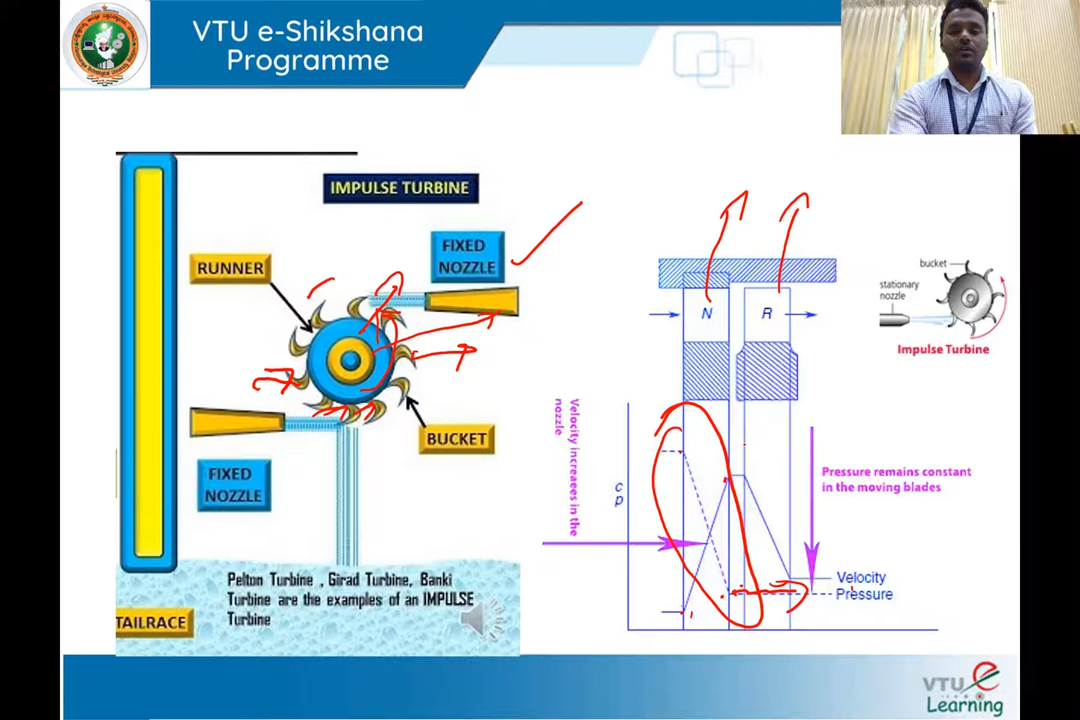 VTU e-Shikshana
Programme
IMPULSE TURBINE
FIXED
NOZZLE
RUNNER
BUCKET
FIXED
NOZZLE
Pelton Turbine , Girad Turbine, Banki
Turbine are the examples of an IMPULSE
Turbine
TAILRACE
N
R
Velocity increaees in the
nozzle
c
p
Pressure remains constant
in the moving blades
Velocity
Pressure
bucket
stationary
nozzle
Impulse Turbine
VTU e
Learning